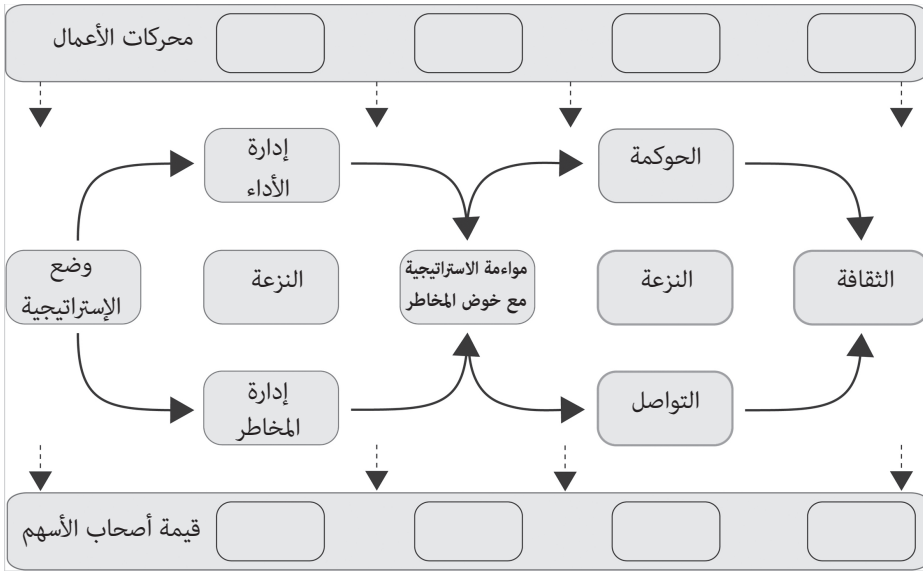 محركات الأعمال
إدارة
الأداء
الحوكمة
وضع
الإستراتيجية
النزعة
مواءمة الاستراتيجية
مع خوض المخاطر
النزعة
الثقافة
إدارة
المخاطر
التواصل
قيمة أصحاب الأسهم